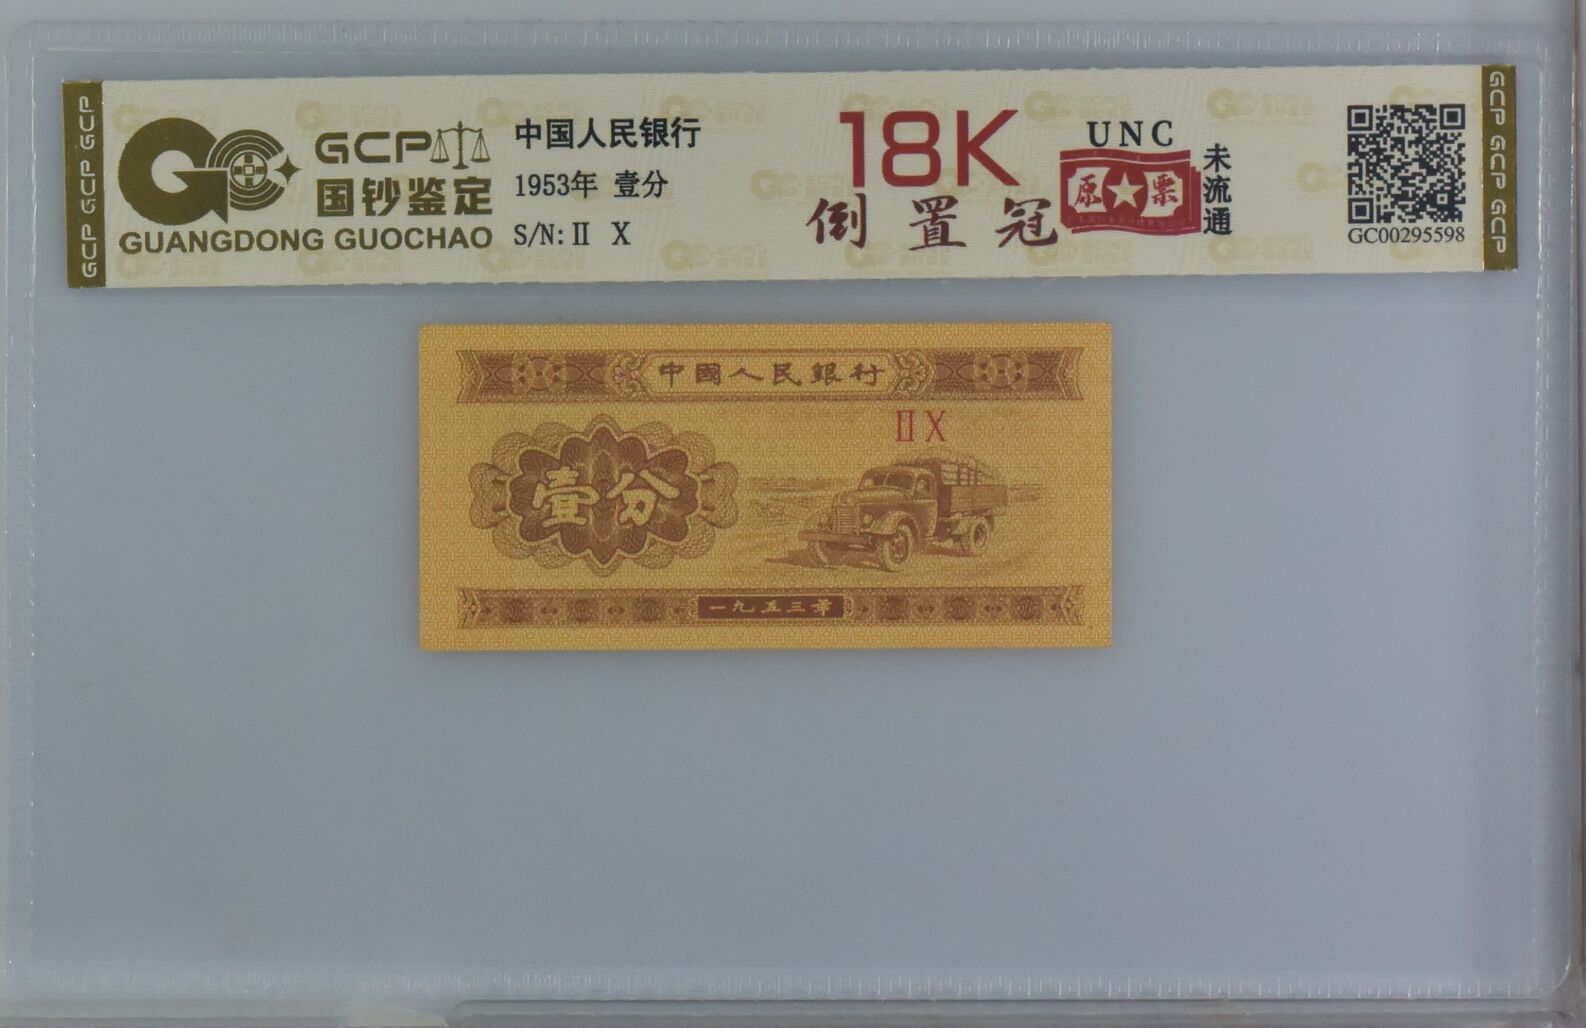 GCP GCP GCP
GCP
国钞鉴定
GUANGDONG GUOCHAO
中国人民银行
1953年 壹分
S/N: II X
18K
倒置冠
UNC
原票
未流通
GC00295598
GCP GCP GCP
中國人民銀行
II X
壹分
一九五三年